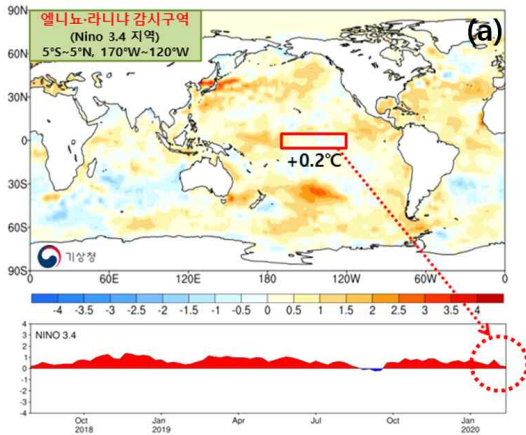 엘니뇨·라니냐 감시구역
(Nino 3.4 지역)
5°S~5°N, 170°W~120°W
(a)
90N
60N
30N
0
30S
60S
90S
+0.2℃
기상청
0 60E 120E 180 120W 60W 0
-4 -3.5 -3 -2.5 -2 -1.5 -1 -0.5 0 0.5 1 1.5 2 2.5 3 3.5 4
NINO 3.4
4
3
2
1
0
-1
-2
-3
-4
Oct Jan Apr Jul Oct Jan
2018 2019 2020